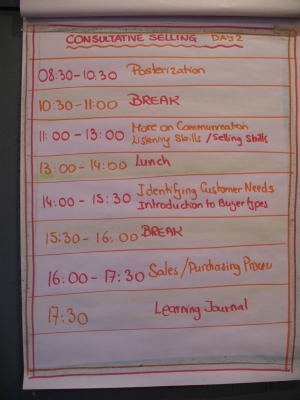 CONSULTATIVE SELLING DAY 2
08:30-10.30 Posterization
10:30-11:00 BREAK
11:00-13:00 More on Communication
Listening Skills / Selling Skills
13:00-14:00 Lunch
14:00-15:30 Identifying Customer Needs
Introduction to Buyer types
15:30-16:00 BREAK
16:00-17:30 Sales / Purchasing Process
17:30 Learning Journal